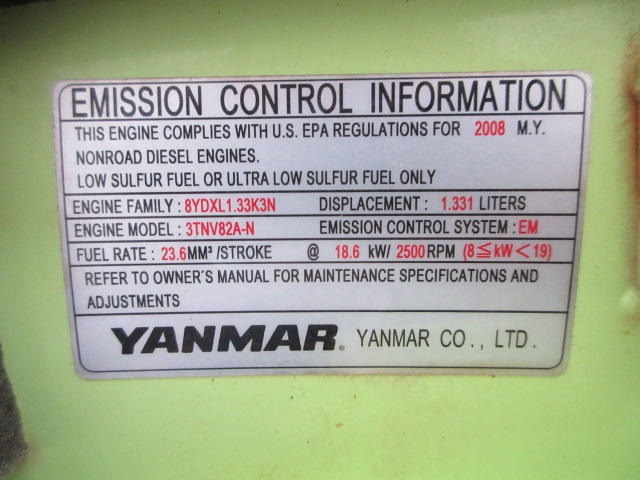 EMISSION CONTROL INFORMATION
THIS ENGINE COMPLIES WITH U.S. EPA REGULATIONS FOR 2008 M.Y.
NONROAD DIESEL ENGINES.
LOW SULFUR FUEL OR ULTRA LOW SULFUR FUEL ONLY
ENGINE FAMILY : 8YDXL1.33K3N DISPLACEMENT : 1.331 LITERS
ENGINE MODEL : 3TNV82A-N EMISSION CONTROL SYSTEM : EM
FUEL RATE : 23.6MM³/STROKE @ 18.6 kW/ 2500RPM (8≦kW<19)
REFER TO OWNER'S MANUAL FOR MAINTENANCE SPECIFICATIONS AND
ADJUSTMENTS
YANMAR® YANMAR CO., LTD.